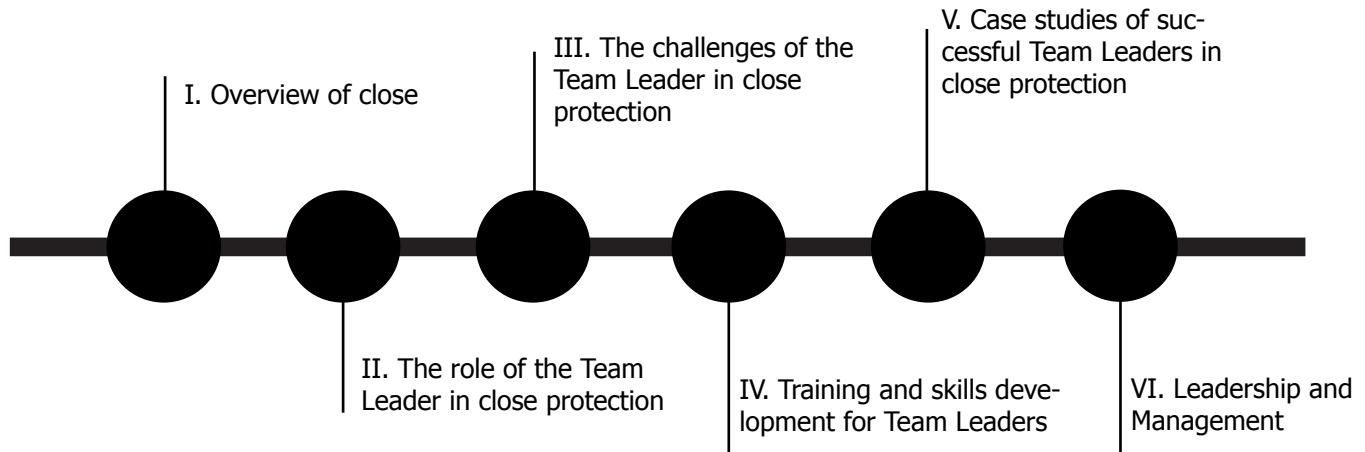 I. Overview of close
II. The role of the Team
Leader in close protection
III. The challenges of the
Team Leader in close
protection
IV. Training and skills deve-
lopment for Team Leaders
V. Case studies of suc-
cessful Team Leaders in
close protection
VI. Leadership and
Management